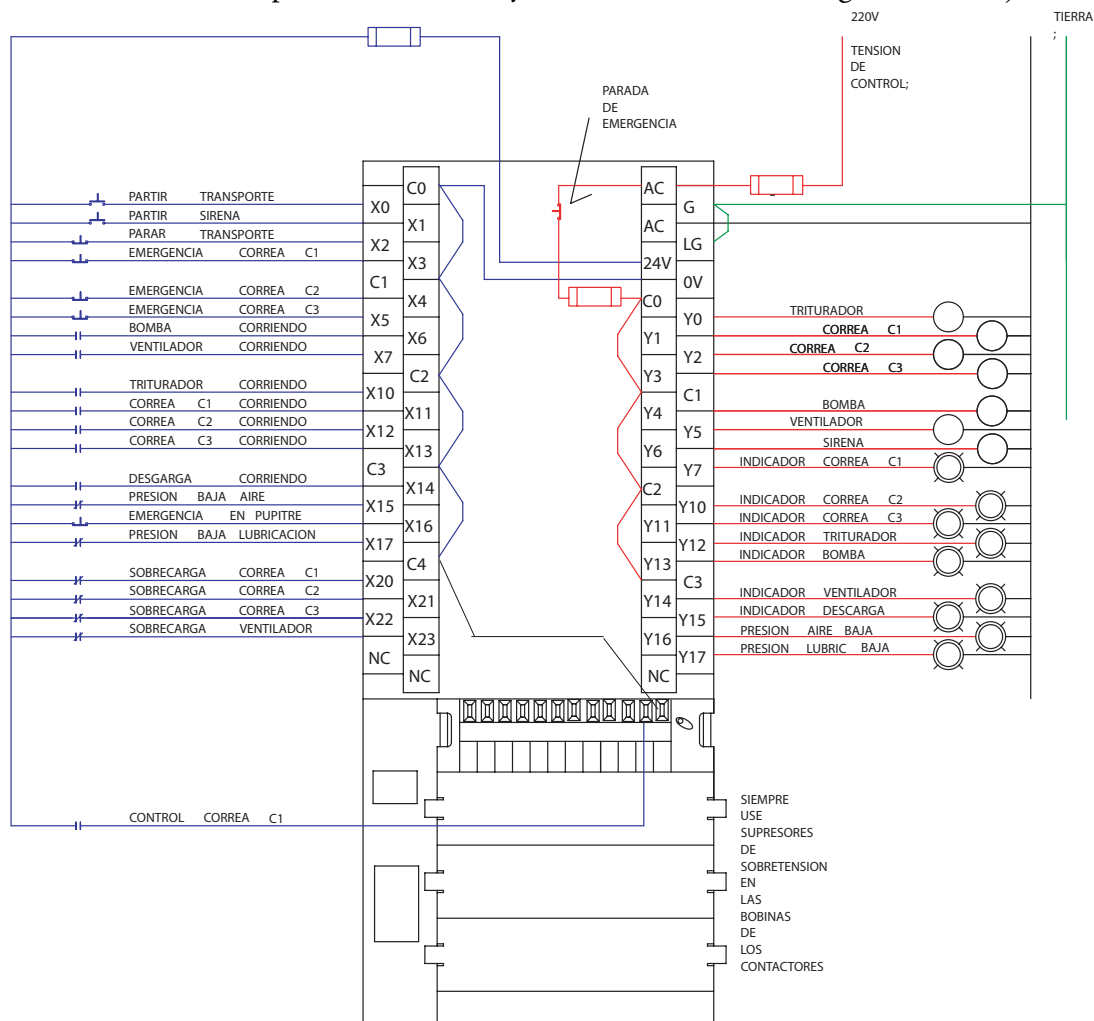 220V
TIERRA
;
TENSION
DE
CONTROL;
PARADA
DE
EMERGENCIA
PARTIR TRANSPORTE
PARTIR SIRENA
PARAR TRANSPORTE
EMERGENCIA CORREA C1
EMERGENCIA CORREA C2
EMERGENCIA CORREA C3
BOMBA CORRIENDO
VENTILADOR CORRIENDO
TRITURADOR CORRIENDO
CORREA C1 CORRIENDO
CORREA C2 CORRIENDO
CORREA C3 CORRIENDO
DESGARGA CORRIENDO
PRESION BAJA AIRE
EMERGENCIA EN PUPITRE
PRESION BAJA LUBRICACION
SOBRECARGA CORREA C1
SOBRECARGA CORREA C2
SOBRECARGA CORREA C3
SOBRECARGA VENTILADOR
X0
X2
C1
X5
X7
X10
X12
C3
X15
X17
X20
X22
NC
C0
X1
X3
X4
X6
C2
X11
X13
X14
X16
C4
X21
X23
NC
AC
AC
24V
C0
Y1
Y3
Y4
Y6
C2
Y11
Y13
Y14
Y16
NC
G
LG
0V
Y0
Y2
C1
Y5
Y7
Y10
Y12
C3
Y15
Y17
TRITURADOR
CORREA C1
CORREA C2
CORREA C3
BOMBA
VENTILADOR
SIRENA
INDICADOR CORREA C1
INDICADOR CORREA C2
INDICADOR CORREA C3
INDICADOR TRITURADOR
INDICADOR BOMBA
INDICADOR VENTILADOR
INDICADOR DESCARGA
PRESION AIRE BAJA
PRESION LUBRIC BAJA
CONTROL CORREA C1
SIEMPRE
USE
SUPRESORES
DE
SOBRETENSION
EN
LAS
BOBINAS
DE
LOS
CONTACTORES